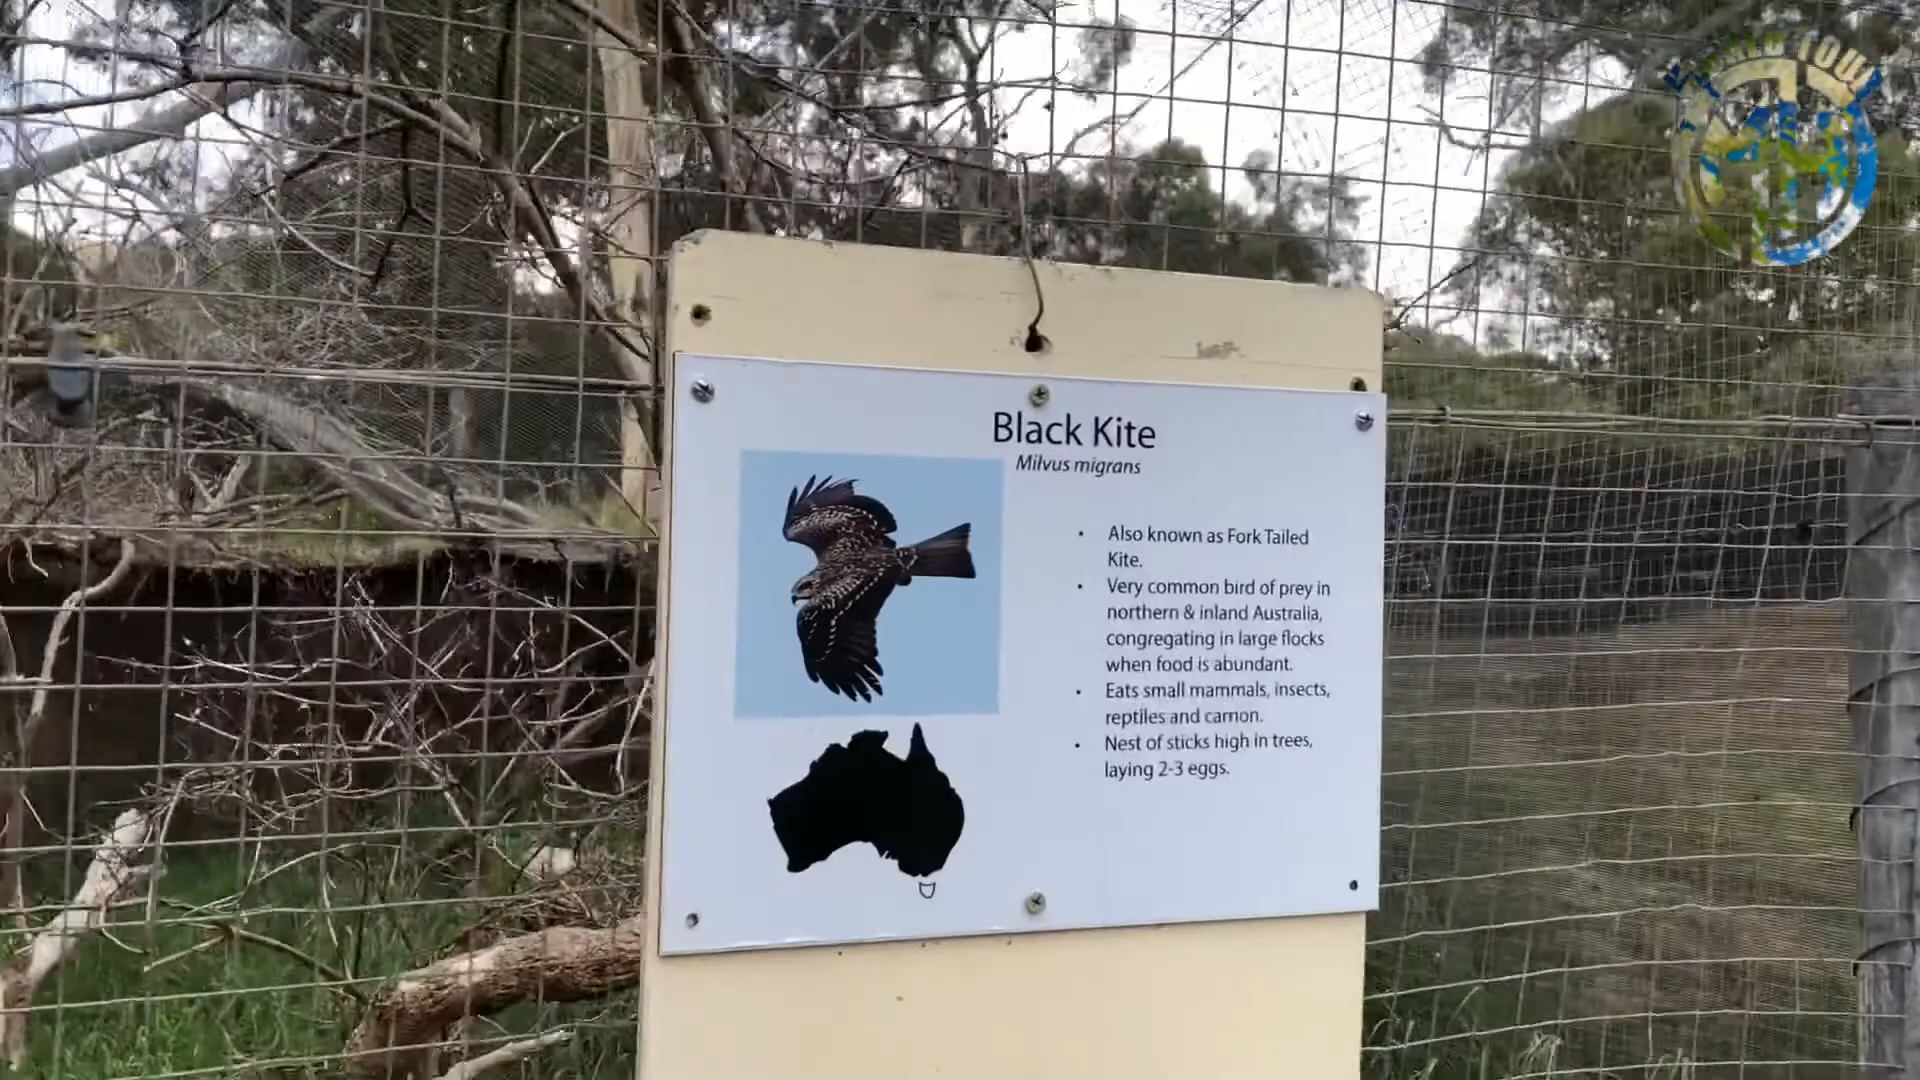 WORLD TOUR
Black Kite
Milvus migrans
• Also known as Fork Tailed
Kite.
• Very common bird of prey in
northern & inland Australia,
congregating in large flocks
when food is abundant.
• Eats small mammals, insects,
reptiles and carrion.
• Nest of sticks high in trees,
laying 2-3 eggs.